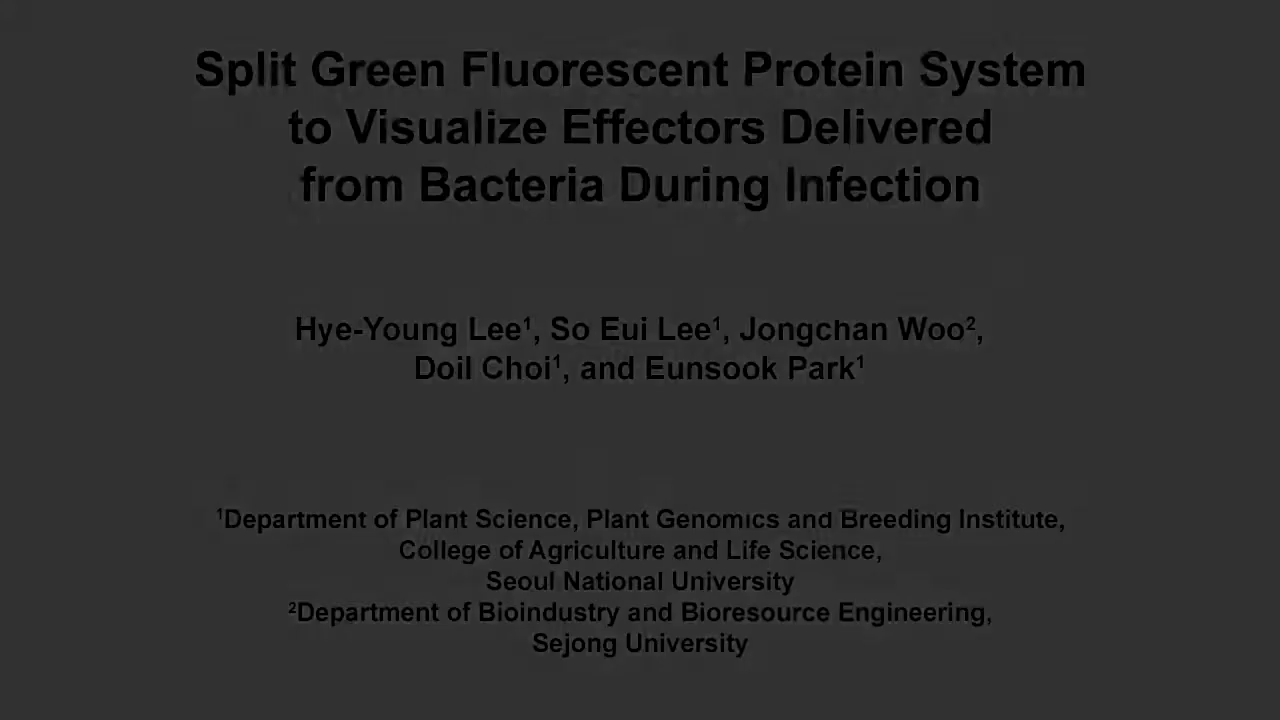 Split Green Fluorescent Protein System
to Visualize Effectors Delivered
from Bacteria During Infection
Hye-Young Lee¹, So Eui Lee¹, Jongchan Woo²,
Doil Choi¹, and Eunsook Park¹
¹Department of Plant Science, Plant Genomics and Breeding Institute,
College of Agriculture and Life Science,
Seoul National University
²Department of Bioindustry and Bioresource Engineering,
Sejong University